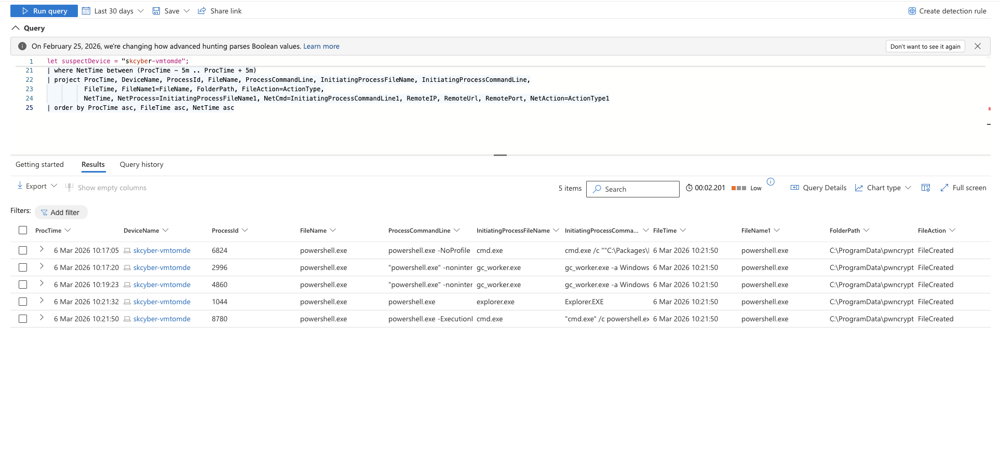 Run query Last 30 days Save Share link Create detection rule
Query
On February 25, 2026, we're changing how advanced hunting parses Boolean values. Learn more Don't want to see it again
1 let suspectDevice = "skcyber-vmtomde";
21 | where NetTime between (ProcTime - 5m .. ProcTime + 5m)
22 | project ProcTime, DeviceName, ProcessId, FileName, ProcessCommandLine, InitiatingProcessFileName, InitiatingProcessCommandLine,
23 FileTime, FileName1=FileName, FolderPath, FileAction=ActionType,
24 NetTime, NetProcess=InitiatingProcessFileName1, NetCmd=InitiatingProcessCommandLine1, RemoteIP, RemoteUrl, RemotePort, NetAction=ActionType1
25 | order by ProcTime asc, FileTime asc, NetTime asc
Getting started Results Query history
Export Show empty columns 5 items Search 00:02.201 Low Query Details Chart type Full screen
Filters: Add filter
ProcTime DeviceName ProcessId FileName ProcessCommandLine InitiatingProcessFileName InitiatingProcessComma... FileTime FileName1 FolderPath FileAction
6 Mar 2026 10:17:05 skcyber-vmtomde 6824 powershell.exe powershell.exe -NoProfile cmd.exe cmd.exe /c ""C:\Packages\ 6 Mar 2026 10:21:50 powershell.exe C:\ProgramData\pwncrypt FileCreated
6 Mar 2026 10:17:20 skcyber-vmtomde 2996 powershell.exe "powershell.exe" -noninter gc_worker.exe gc_worker.exe -a Windows 6 Mar 2026 10:21:50 powershell.exe C:\ProgramData\pwncrypt FileCreated
6 Mar 2026 10:19:23 skcyber-vmtomde 4860 powershell.exe "powershell.exe" -noninter gc_worker.exe gc_worker.exe -a Windows 6 Mar 2026 10:21:50 powershell.exe C:\ProgramData\pwncrypt FileCreated
6 Mar 2026 10:21:32 skcyber-vmtomde 1044 powershell.exe powershell.exe explorer.exe Explorer.EXE 6 Mar 2026 10:21:50 powershell.exe C:\ProgramData\pwncrypt FileCreated
6 Mar 2026 10:21:50 skcyber-vmtomde 8780 powershell.exe powershell.exe -Execution cmd.exe "cmd.exe" /c powershell.ex 6 Mar 2026 10:21:50 powershell.exe C:\ProgramData\pwncrypt FileCreated